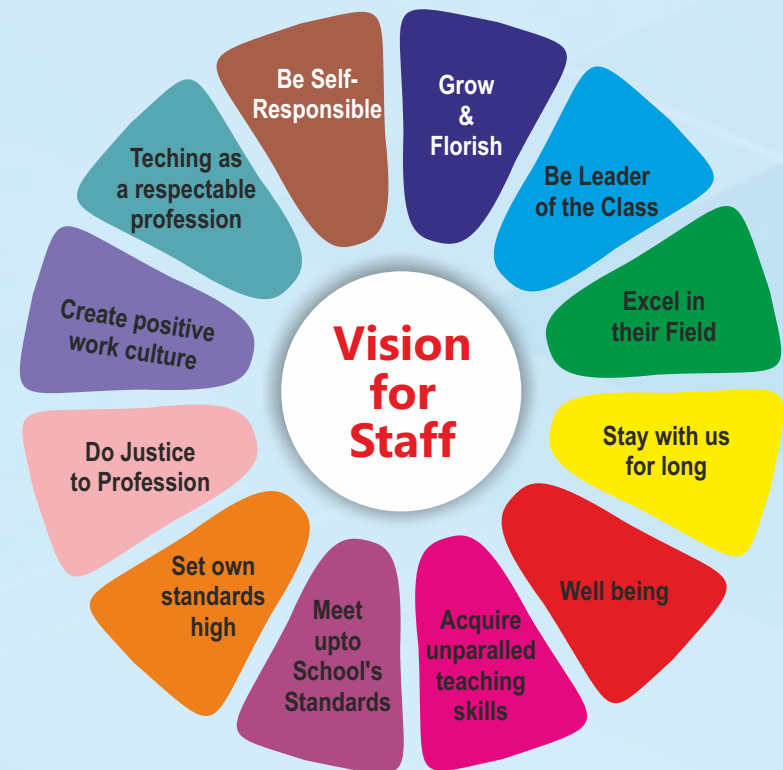 Vision
for
Staff
Grow
&
Florish
Be Leader
of the Class
Excel in
their Field
Stay with us
for long
Well being
Acquire
unparalled
teaching
skills
Meet
upto
School's
Standards
Set own
standards
high
Do Justice
to Profession
Create positive
work culture
Teching as
a respectable
profession
Be Self-
Responsible